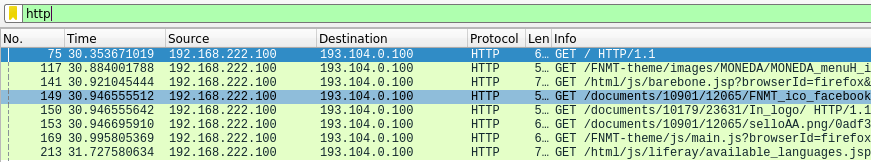 http
No. Time Source Destination Protocol Len Info
75 30.353671019 192.168.222.100 193.104.0.100 HTTP 6… GET / HTTP/1.1
117 30.884001788 192.168.222.100 193.104.0.100 HTTP 5… GET /FNMT-theme/images/MONEDA/MONEDA_menuH_i
141 30.921045444 192.168.222.100 193.104.0.100 HTTP 7… GET /html/js/barebone.jsp?browserId=firefox&
149 30.946555512 192.168.222.100 193.104.0.100 HTTP 5… GET /documents/10901/12065/FNMT_ico_facebook
150 30.946555642 192.168.222.100 193.104.0.100 HTTP 5… GET /documents/10179/23631/In_logo/ HTTP/1.1
153 30.946695910 192.168.222.100 193.104.0.100 HTTP 6… GET /documents/10901/12065/selloAA.png/0adf3
169 30.995805369 192.168.222.100 193.104.0.100 HTTP 6… GET /FNMT-theme/js/main.js?browserId=firefox
213 31.727580634 192.168.222.100 193.104.0.100 HTTP 7… GET /html/js/liferay/available_languages.jsp